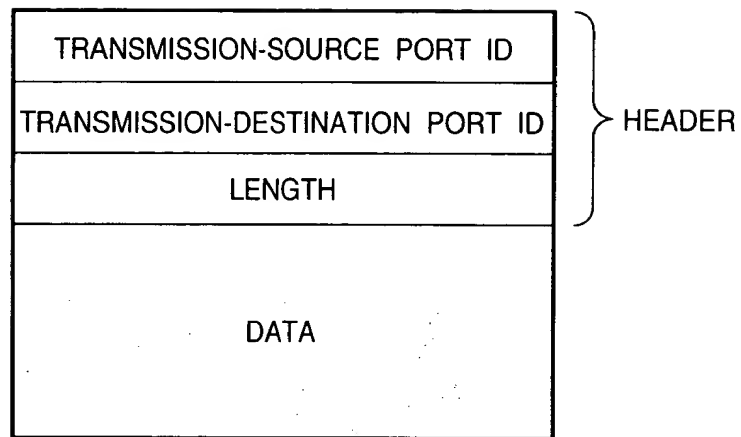 TRANSMISSION-SOURCE PORT ID
TRANSMISSION-DESTINATION PORT ID
HEADER
LENGTH
DATA